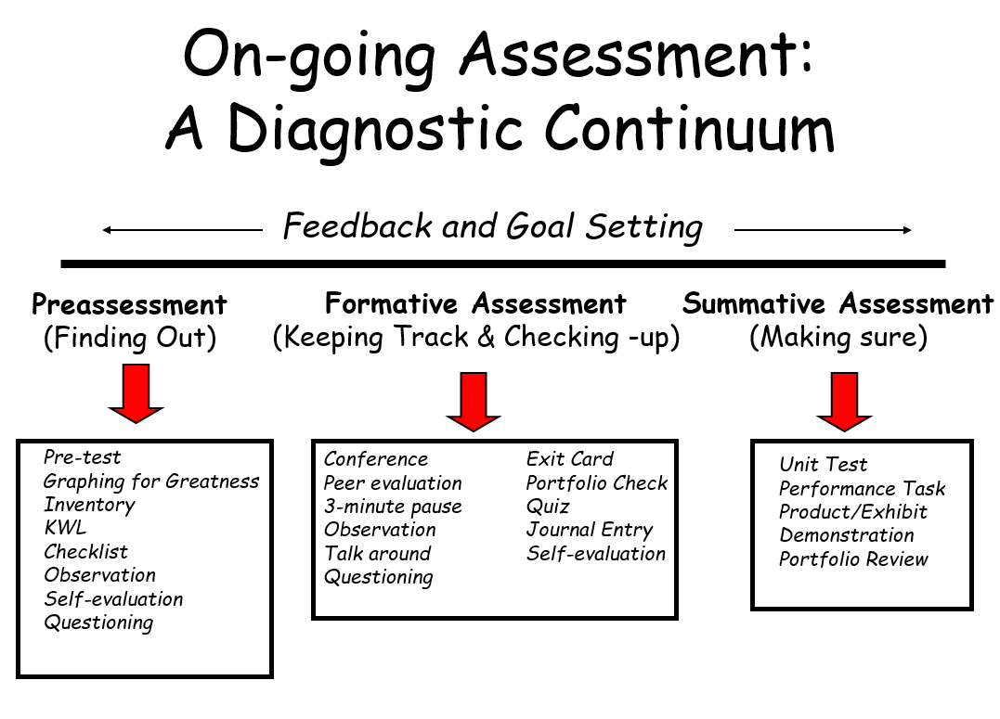 On-going Assessment:
A Diagnostic Continuum
Feedback and Goal Setting
Preassessment
(Finding Out)
Formative Assessment
(Keeping Track & Checking -up)
Summative Assessment
(Making sure)
Pre-test
Graphing for Greatness
Inventory
KWL
Checklist
Observation
Self-evaluation
Questioning
Conference
Peer evaluation
3-minute pause
Observation
Talk around
Questioning
Exit Card
Portfolio Check
Quiz
Journal Entry
Self-evaluation
Unit Test
Performance Task
Product/Exhibit
Demonstration
Portfolio Review